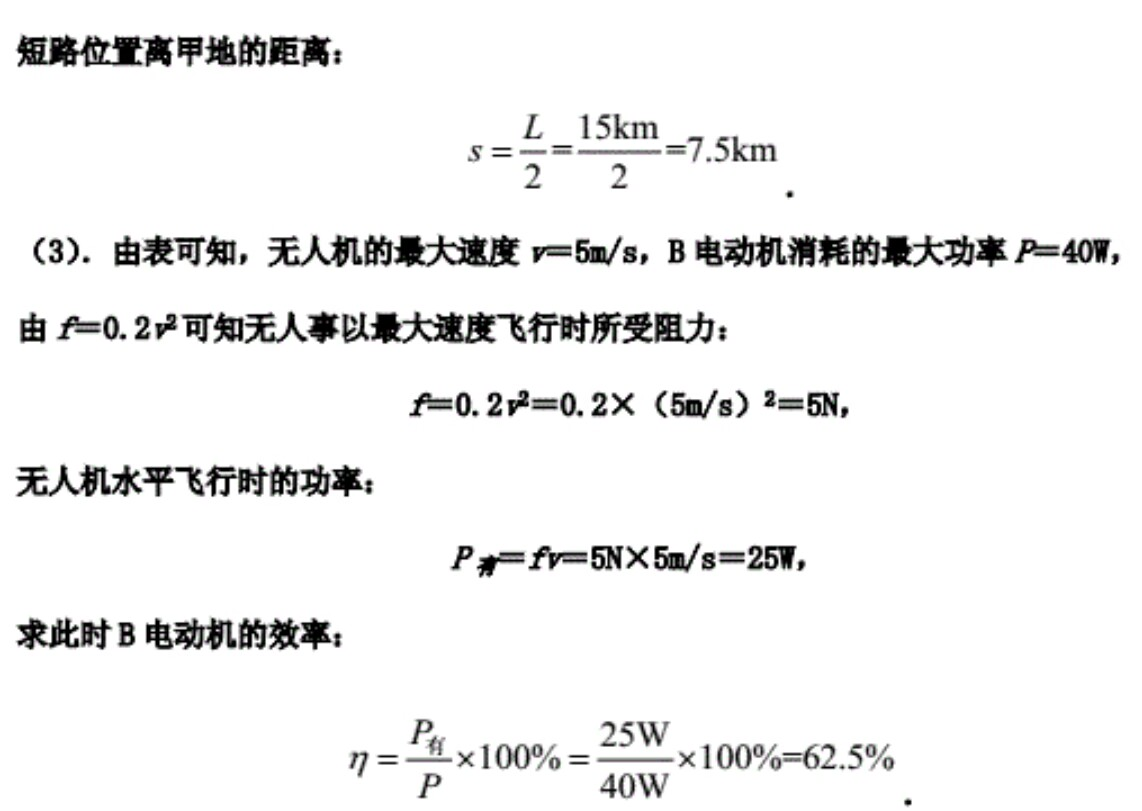 短路位置离甲地的距离：
s = L/2 = 15km/2 =7.5km .
（3）. 由表可知，无人机的最大速度 v＝5m/s，B 电动机消耗的最大功率 P＝40W，
由 f＝0.2v²可知无人事以最大速度飞行时所受阻力：
f＝0.2v²＝0.2×（5m/s）²＝5N，
无人机水平飞行时的功率：
P有＝fv＝5N×5m/s＝25W，
求此时 B 电动机的效率：
η = P有/P ×100% = 25W/40W ×100%=62.5% .